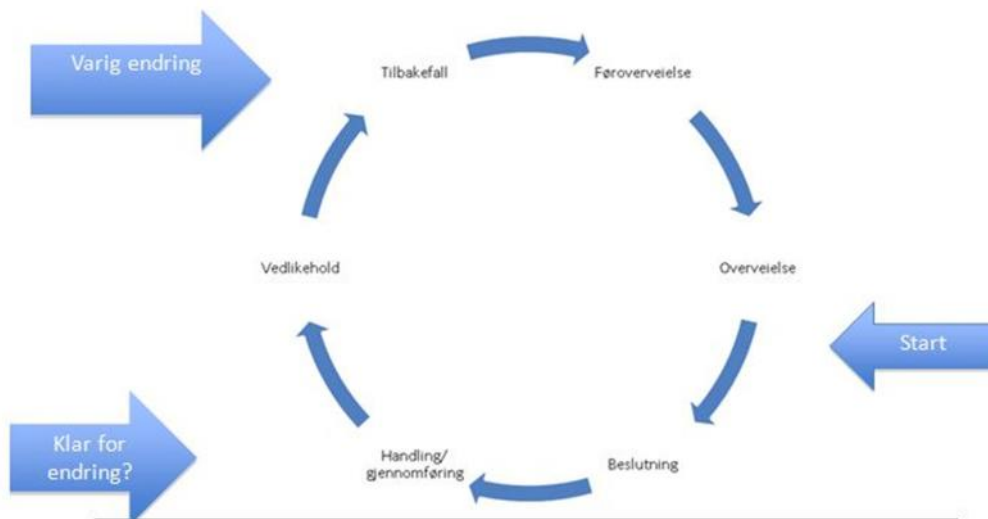 Varig endring
Tilbakefall
Føroverveielse
Vedlikehold
Overveielse
Start
Klar for
endring?
Handling/
gjennomføring
Beslutning